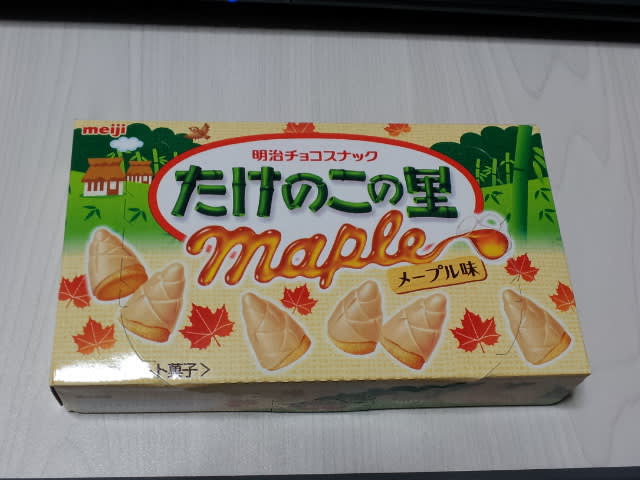 meiji
明治チョコスナック
たけのこの里
maple
メープル味
ト菓子>